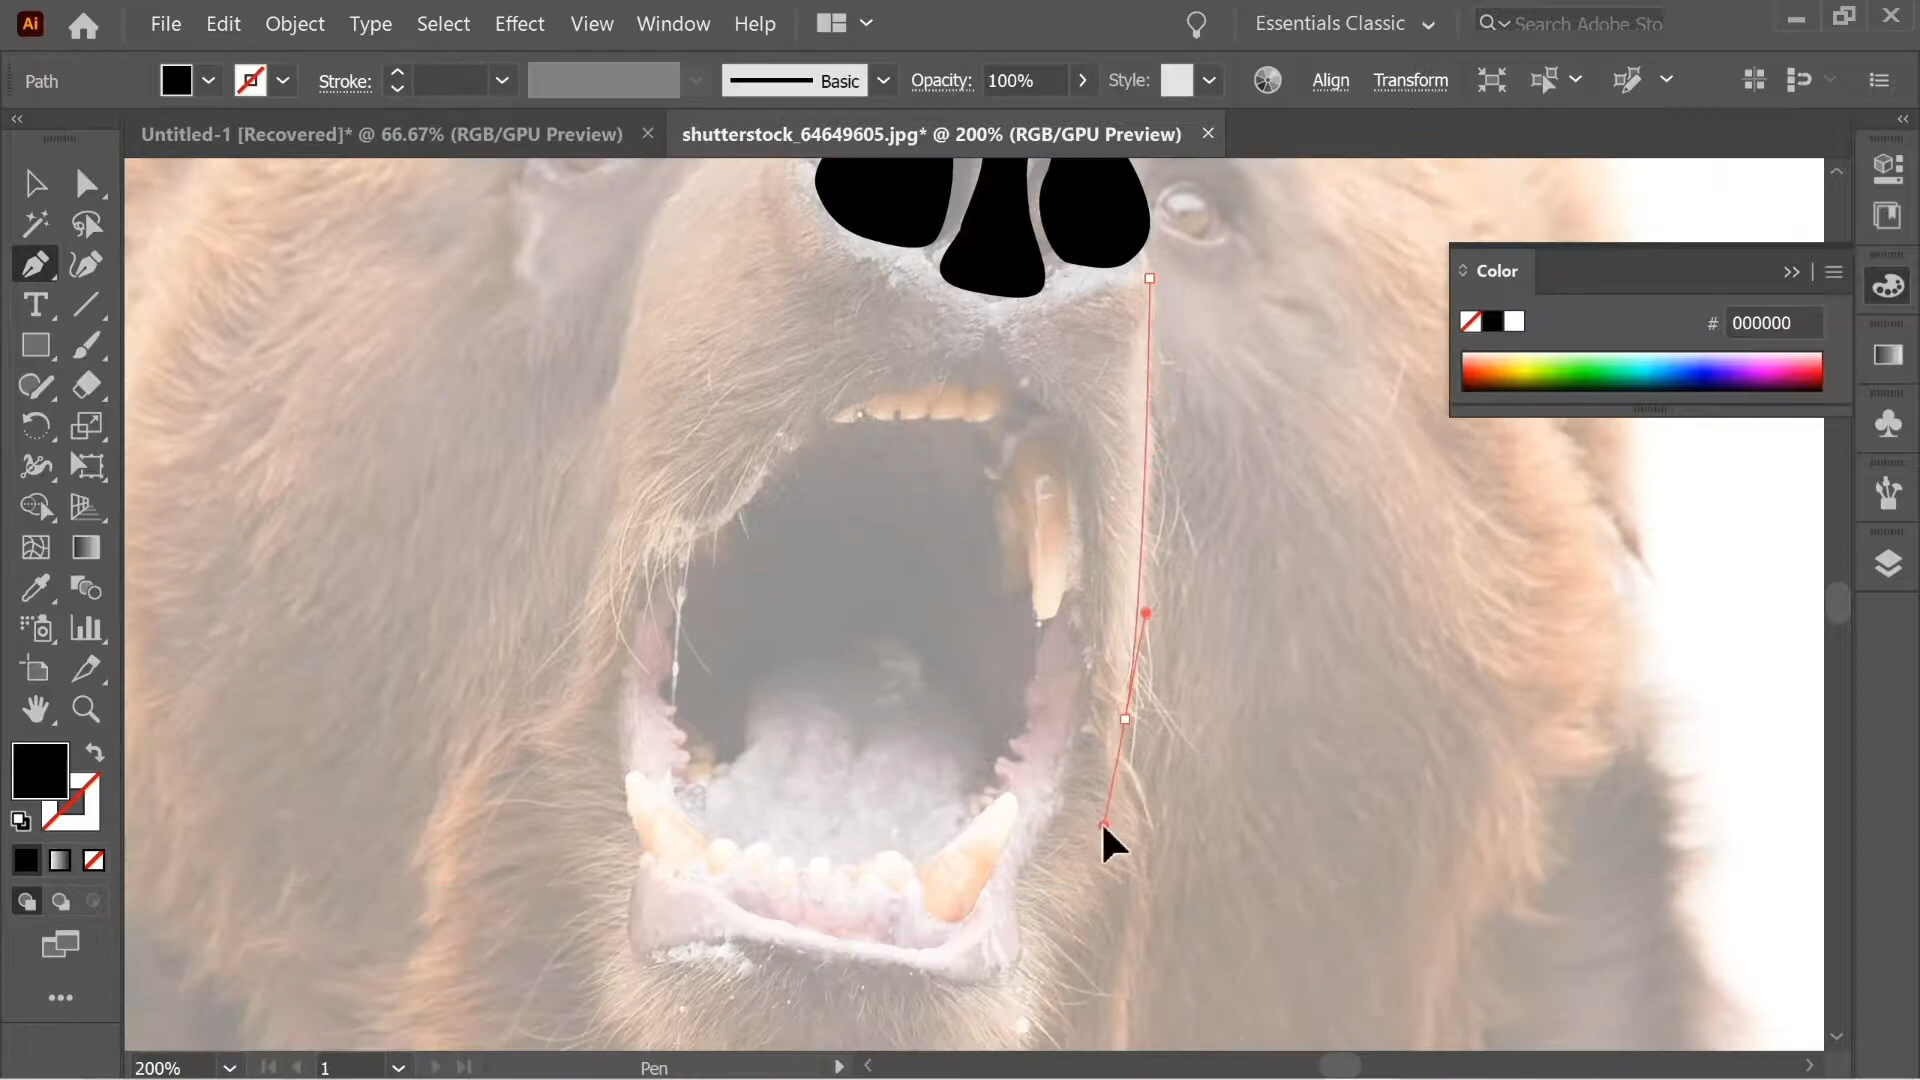 Ai File Edit Object Type Select Effect View Window Help Essentials Classic Search Adobe Sto
Path Stroke: Basic Opacity: 100% Style: Align Transform
Untitled-1 [Recovered]* @ 66.67% (RGB/GPU Preview) shutterstock_64649605.jpg* @ 200% (RGB/GPU Preview)
Color
# 000000
200% 1 Pen